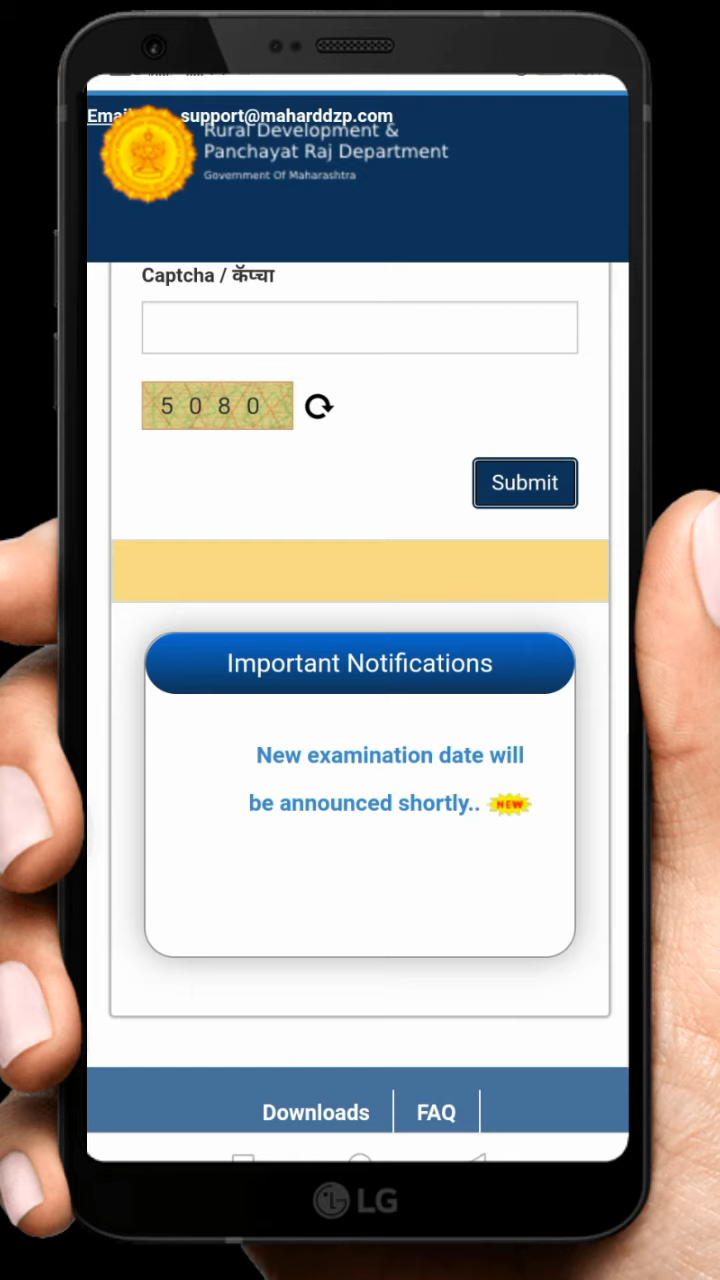 Email support@maharddzp.com
Rural Development &
Panchayat Raj Department
Government Of Maharashtra
Captcha / कॅप्चा
5 0 8 0
Submit
Important Notifications
New examination date will
be announced shortly.. NEW
Downloads
FAQ
LG